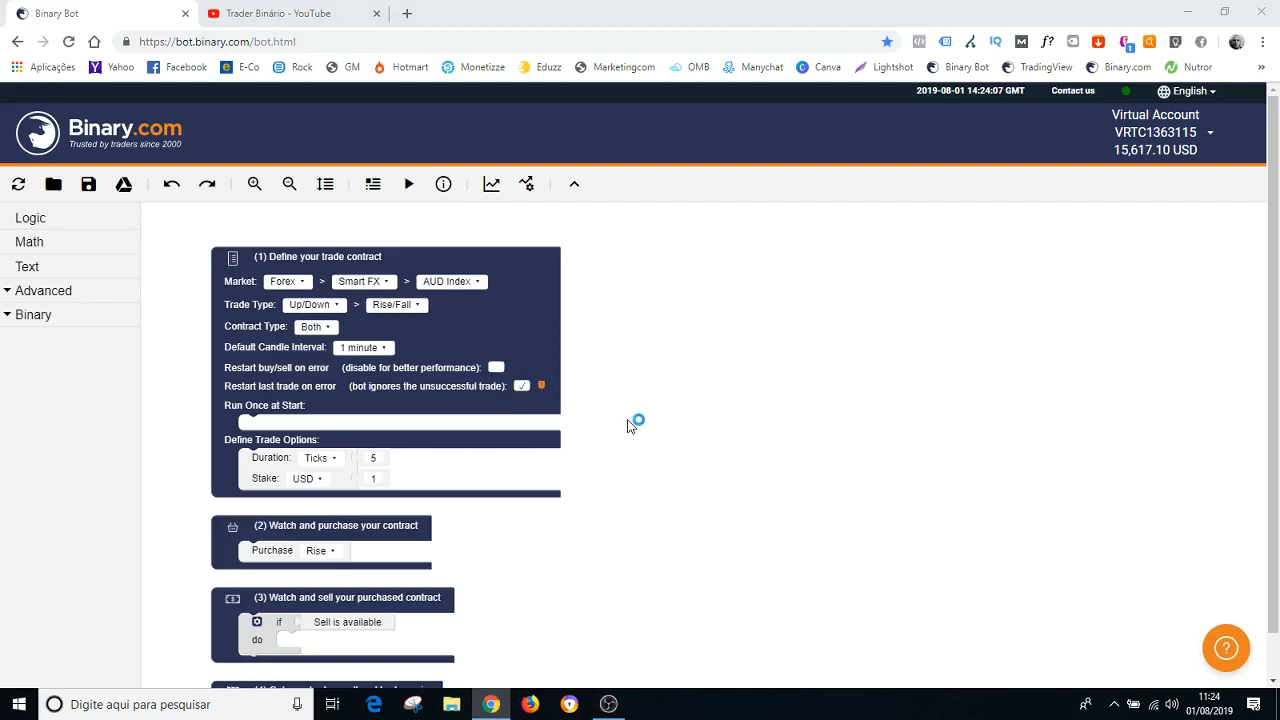 Binary Bot
Trader Binário - YouTube
https://bot.binary.com/bot.html
Aplicações Yahoo Facebook E-Co Rock GM Hotmart Monetizze Eduzz Marketingcom OMB Manychat Canva Lightshot Binary Bot TradingView Binary.com Nutror
2019-08-01 14:24:07 GMT Contact us English
Binary.com
Trusted by traders since 2000
Virtual Account
VRTC1363115
15,617.10 USD
Logic
Math
Text
Advanced
Binary
(1) Define your trade contract
Market: Forex > Smart FX > AUD Index
Trade Type: Up/Down > Rise/Fall
Contract Type: Both
Default Candle Interval: 1 minute
Restart buy/sell on error (disable for better performance):
Restart last trade on error (bot ignores the unsuccessful trade): ✓
Run Once at Start:
Define Trade Options:
Duration: Ticks 5
Stake: USD 1
(2) Watch and purchase your contract
Purchase Rise
(3) Watch and sell your purchased contract
if Sell is available
do
?
Digite aqui para pesquisar
11:24
01/08/2019